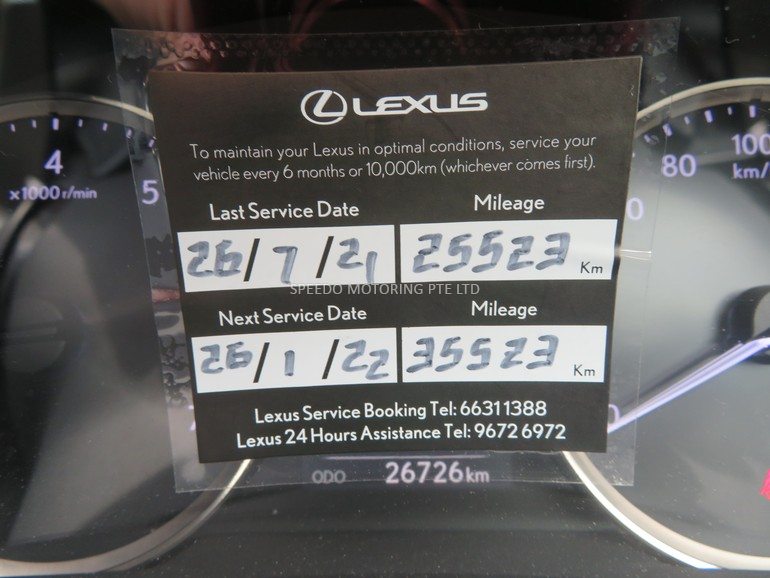 LEXUS
To maintain your Lexus in optimal conditions, service your
vehicle every 6 months or 10,000km (whichever comes first).
Last Service Date Mileage
26/7/21 25523 Km
SPEEDO MOTORING PTE LTD
Next Service Date Mileage
26/1/22 35523 Km
Lexus Service Booking Tel: 66311388
Lexus 24 Hours Assistance Tel: 9672 6972
ODO 26726km
4
x1000r/min 5
80 100
km/